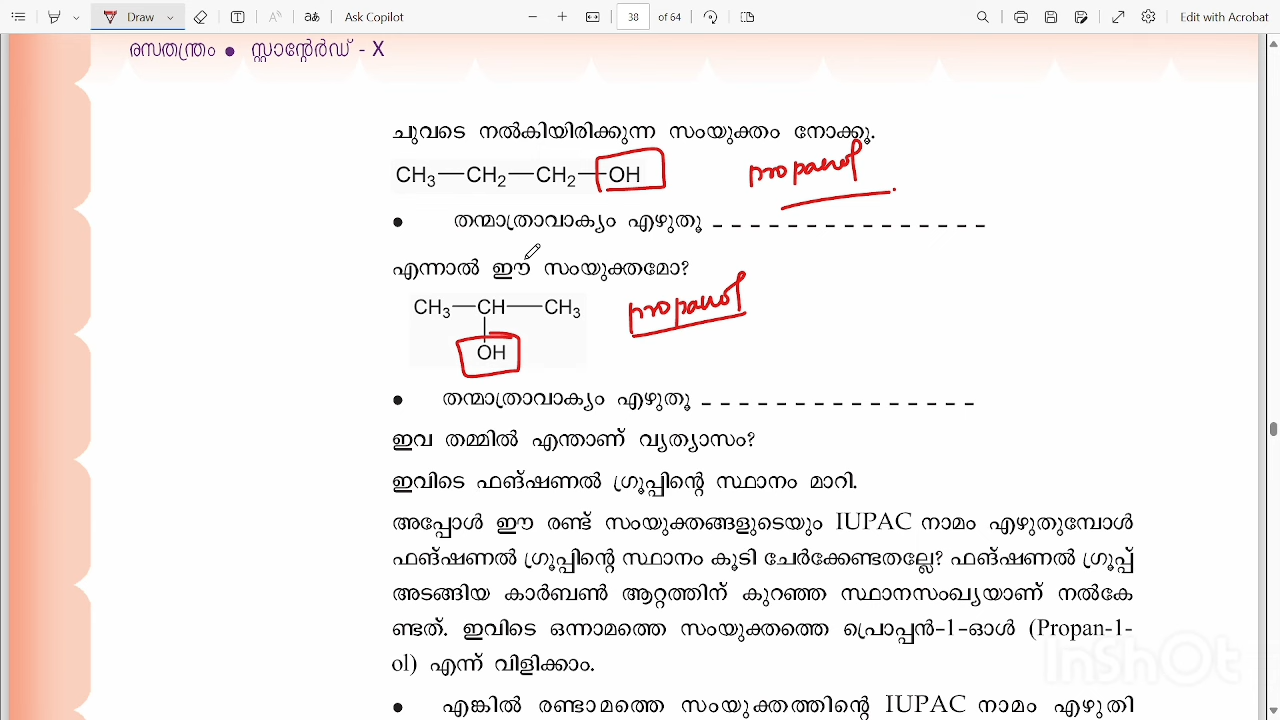 Draw
Ask Copilot
38 of 64
Edit with Acrobat
രസതന്ത്രം • സ്റ്റാന്റേർഡ് - X
ചുവടെ നൽകിയിരിക്കുന്ന സംയുക്തം നോക്കൂ.
CH3—CH2—CH2—OH propanol
• തന്മാത്രാവാക്യം എഴുതൂ _ _ _ _ _ _ _ _ _ _ _ _ _ _ _
എന്നാൽ ഈ സംയുക്തമോ?
CH3—CH—CH3 propanol
OH
• തന്മാത്രാവാക്യം എഴുതൂ _ _ _ _ _ _ _ _ _ _ _ _ _ _ _
ഇവ തമ്മിൽ എന്താണ് വ്യത്യാസം?
ഇവിടെ ഫങ്ഷണൽ ഗ്രൂപ്പിന്റെ സ്ഥാനം മാറി.
അപ്പോൾ ഈ രണ്ട് സംയുക്തങ്ങളുടെയും IUPAC നാമം എഴുതുമ്പോൾ
ഫങ്ഷണൽ ഗ്രൂപ്പിന്റെ സ്ഥാനം കൂടി ചേർക്കേണ്ടതല്ലേ? ഫങ്ഷണൽ ഗ്രൂപ്പ്
അടങ്ങിയ കാർബൺ ആറ്റത്തിന് കുറഞ്ഞ സ്ഥാനസംഖ്യയാണ് നൽകേ
ണ്ടത്. ഇവിടെ ഒന്നാമത്തെ സംയുക്തത്തെ പ്രൊപ്പൻ-1-ഓൾ (Propan-1-
ol) എന്ന് വിളിക്കാം.
• എങ്കിൽ രണ്ടാമത്തെ സംയുക്തത്തിന്റെ IUPAC നാമം എഴുതി
InShOt